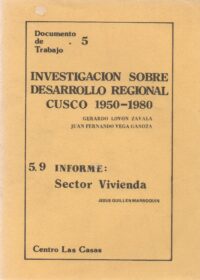 Documento
de . 5
Trabajo
INVESTIGACION SOBRE
DESARROLLO REGIONAL
CUSCO 1950-1980
GERARDO LOVON ZAVALA
JUAN FERNANDO VEGA GANOZA
5.9 INFORME:
Sector Vivienda
JESUS GUILLEN MARROQUIN
Centro Las Casas